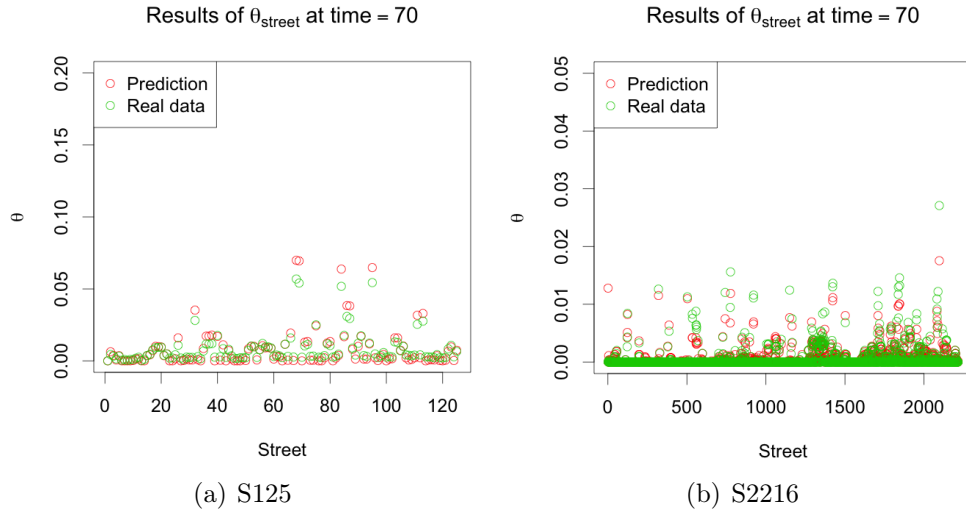 Results of θstreet at time = 70
Prediction
Real data
0.20
0.15
0.10
0.05
0.00
θ
0 20 40 60 80 100 120
Street
(a) S125
Results of θstreet at time = 70
Prediction
Real data
0.05
0.04
0.03
0.02
0.01
0.00
θ
0 500 1000 1500 2000
Street
(b) S2216